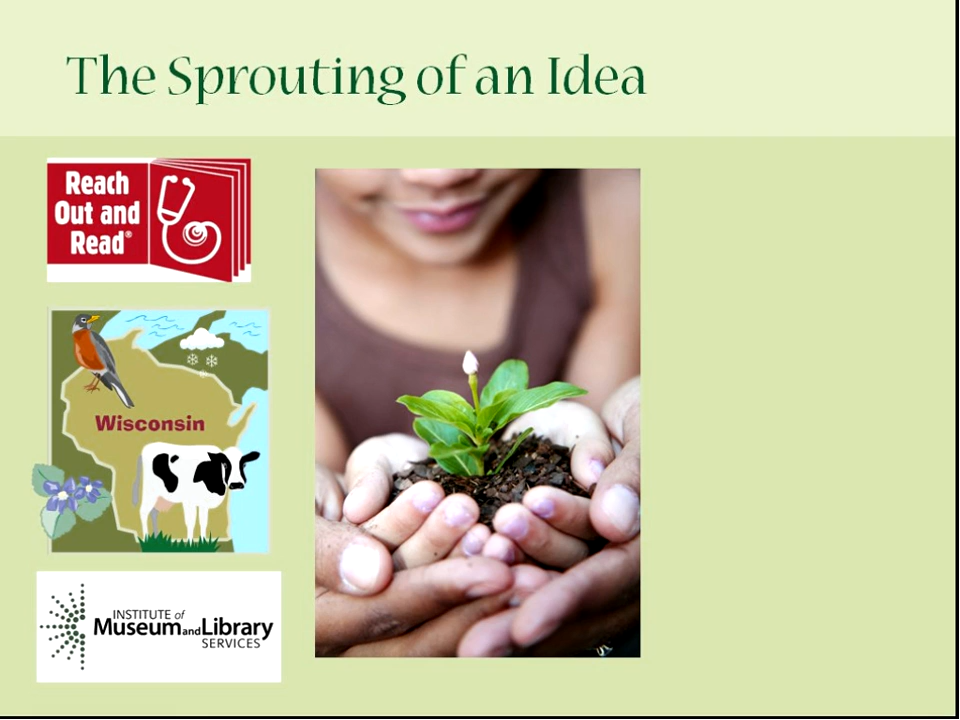 The Sprouting of an Idea
Reach
Out and
Read®
Wisconsin
INSTITUTE of
Museum and Library
SERVICES